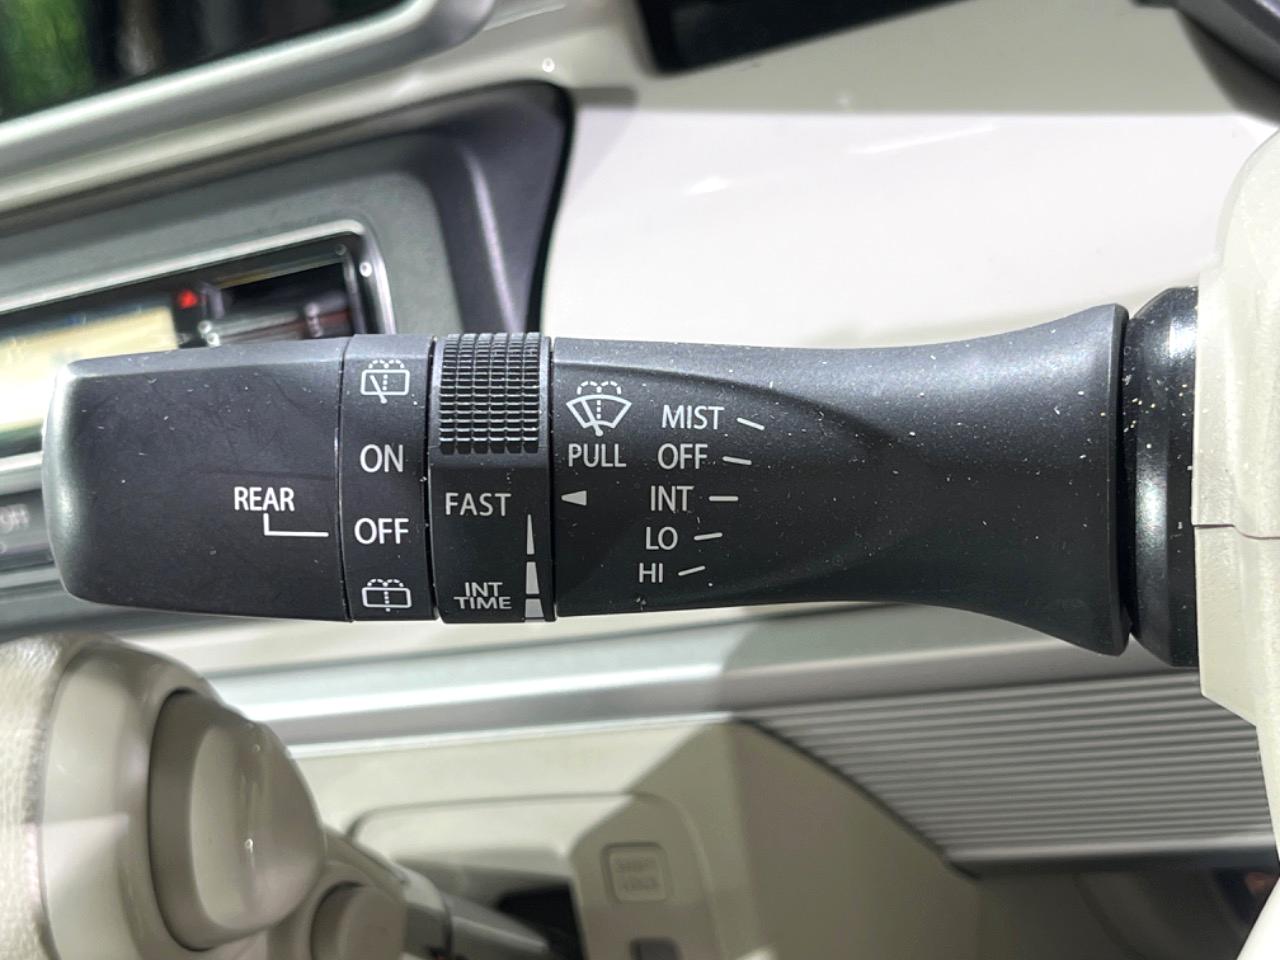 REAR
ON
OFF
FAST
INT
TIME
PULL
MIST
OFF
INT
LO
HI